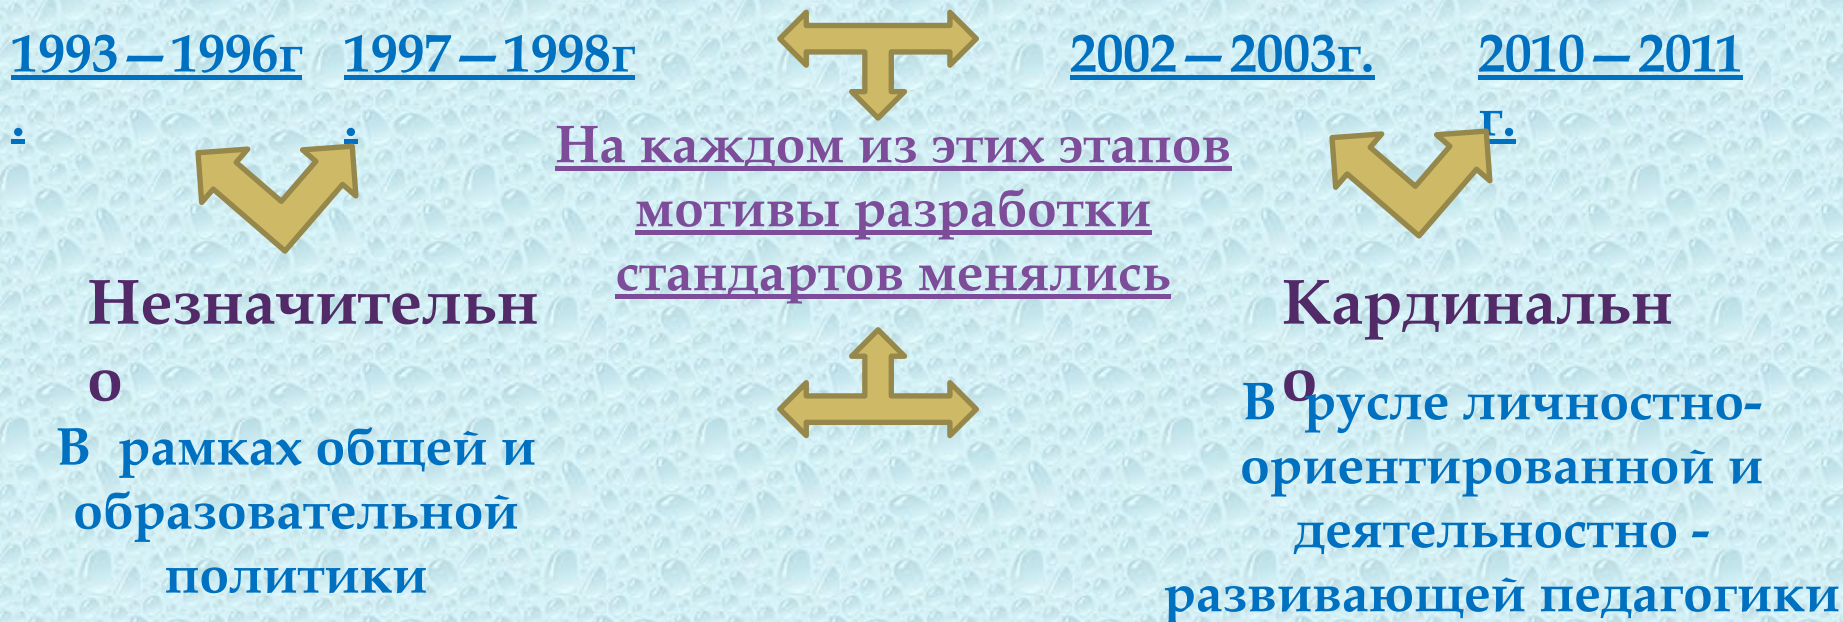 1993—1996г
.
1997—1998г
.
2002—2003г.
2010—2011
г.
На каждом из этих этапов
мотивы разработки
стандартов менялись
Незначительн
о
В рамках общей и
образовательной
политики
Кардинальн
о
В русле личностно-
ориентированной и
деятельностно -
развивающей педагогики